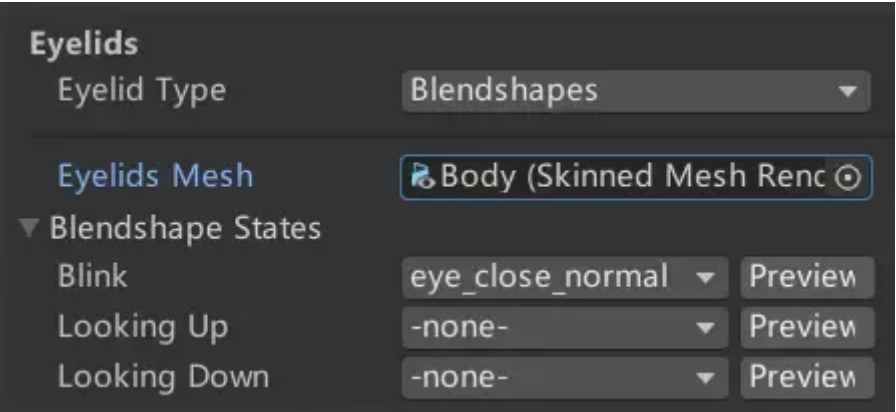 Eyelids
Eyelid Type Blendshapes
Eyelids Mesh Body (Skinned Mesh Renc
Blendshape States
Blink eye_close_normal Preview
Looking Up -none- Preview
Looking Down -none- Preview